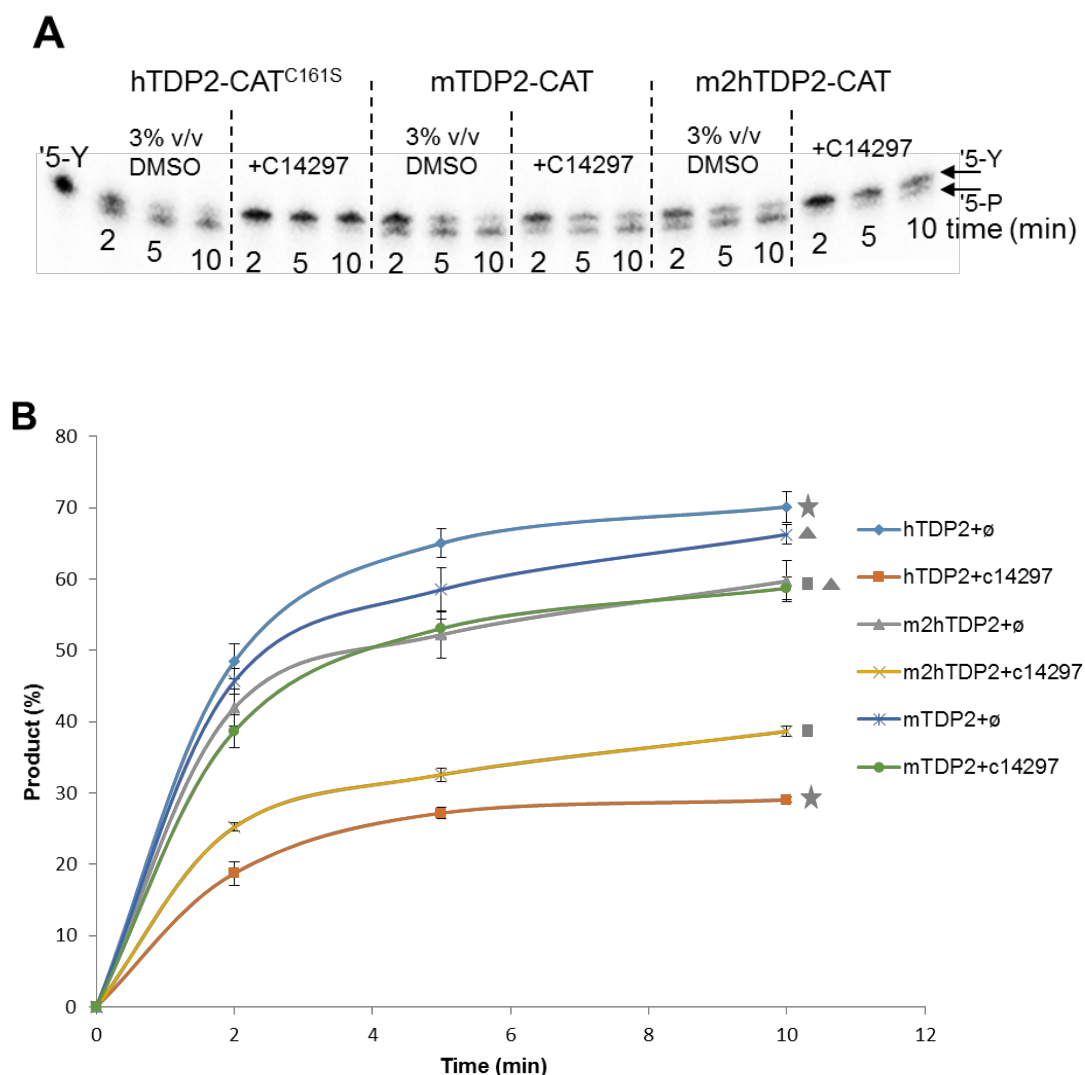 A
hTDP2-CATC161S mTDP2-CAT m2hTDP2-CAT
'5-Y 3% v/v DMSO +C14297 3% v/v DMSO +C14297 3% v/v DMSO +C14297 '5-Y
'5-P
2 5 10 2 5 10 2 5 10 2 5 10 2 5 10 2 5 10 time (min)
B
80
70
60
50
40
30
20
10
0
Product (%)
0 2 4 6 8 10 12
Time (min)
hTDP2+ø
hTDP2+c14297
m2hTDP2+ø
m2hTDP2+c14297
mTDP2+ø
mTDP2+c14297